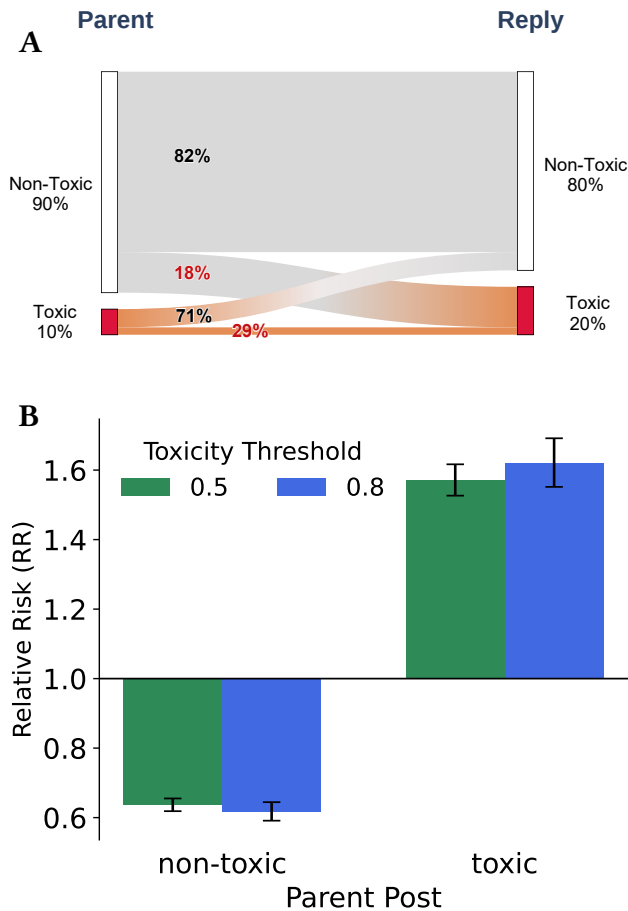 Parent
Reply
A
82%
Non-Toxic
90%
Non-Toxic
80%
18%
Toxic
10%
71%
29%
Toxic
20%
B
Toxicity Threshold
0.5
0.8
Relative Risk (RR)
1.6
1.4
1.2
1.0
0.8
0.6
non-toxic
toxic
Parent Post